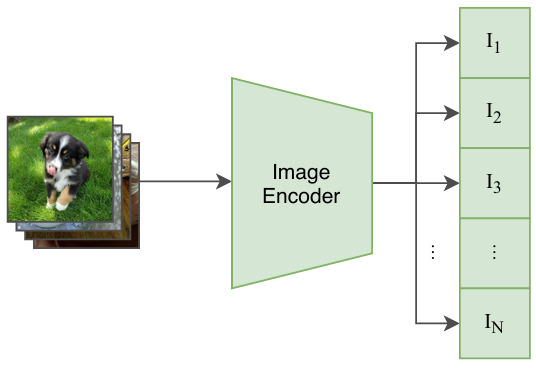 Image
Encoder
I1
I2
I3
⋮
⋮
IN